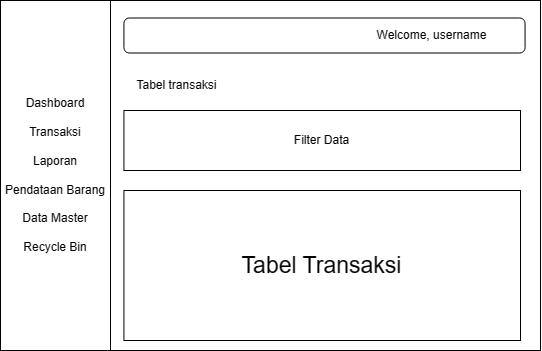 Welcome, username
Tabel transaksi
Dashboard
Transaksi
Laporan
Pendataan Barang
Data Master
Recycle Bin
Filter Data
Tabel Transaksi